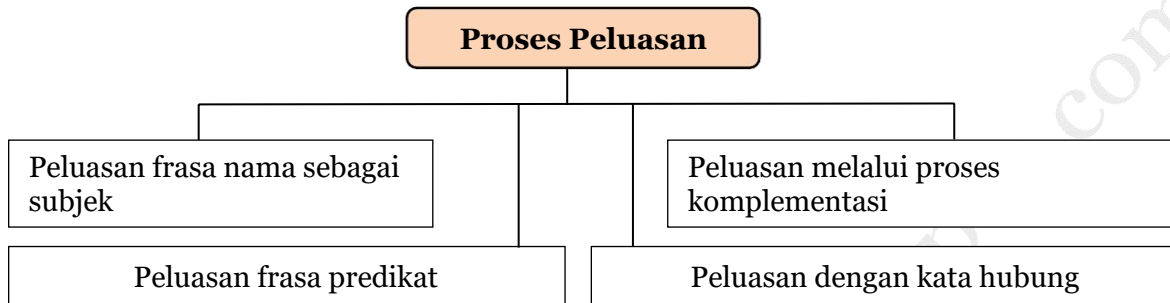 Proses Peluasan
Peluasan frasa nama sebagai
subjek
Peluasan melalui proses
komplementasi
Peluasan frasa predikat
Peluasan dengan kata hubung